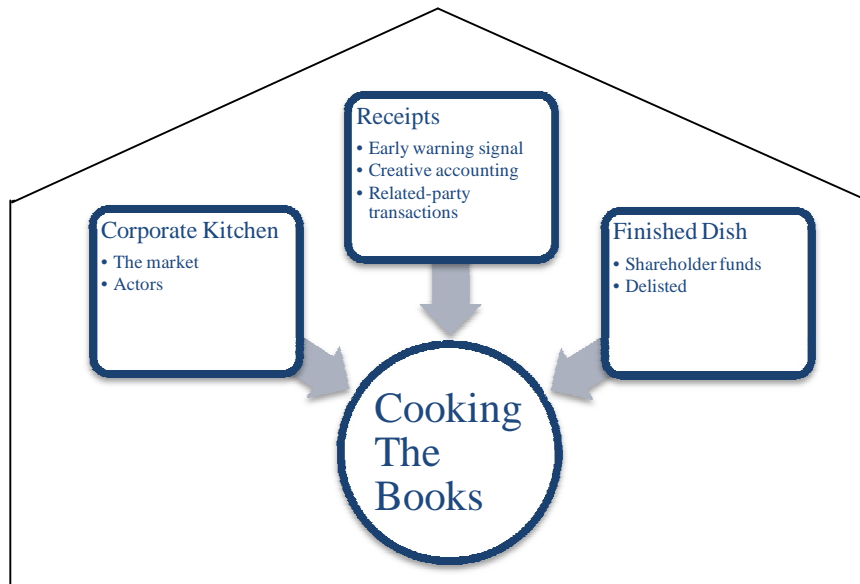 Receipts
• Early warning signal
• Creative accounting
• Related-party
transactions
Corporate Kitchen
• The market
• Actors
Finished Dish
• Shareholder funds
• Delisted
Cooking
The
Books